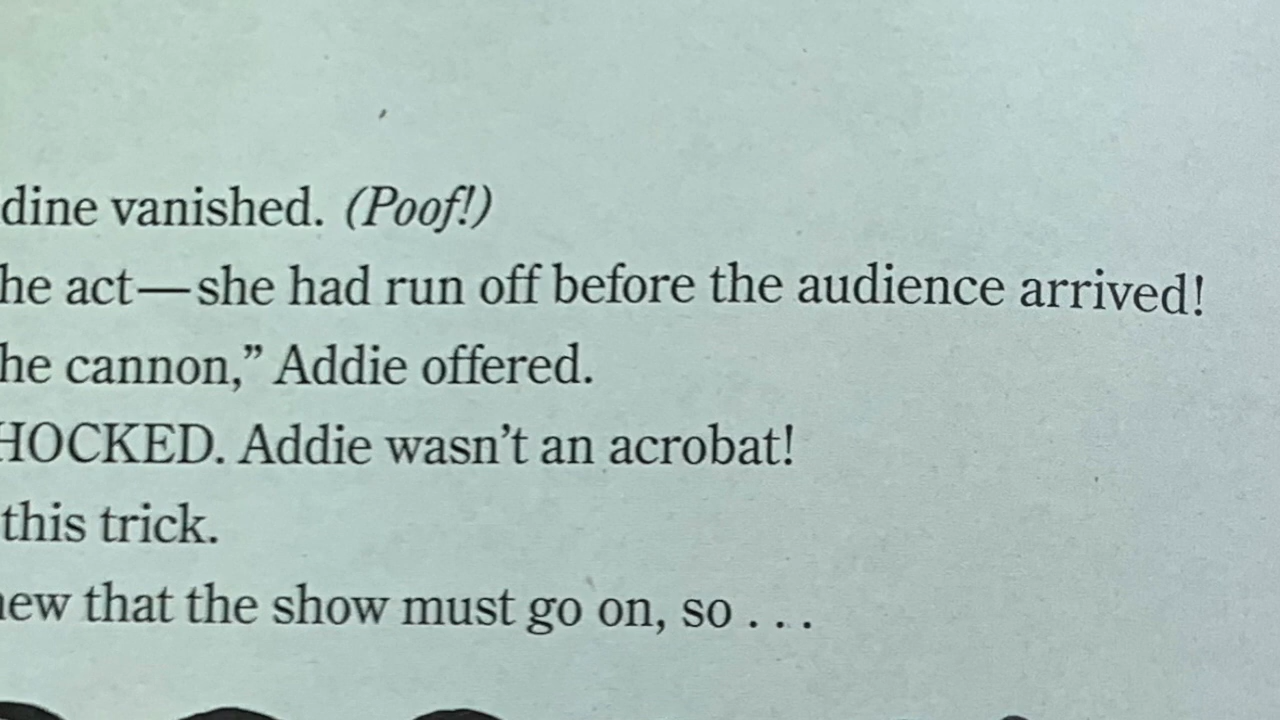 dine vanished. (Poof!)
he act—she had run off before the audience arrived!
he cannon,” Addie offered.
HOCKED. Addie wasn’t an acrobat!
this trick.
new that the show must go on, so . . .